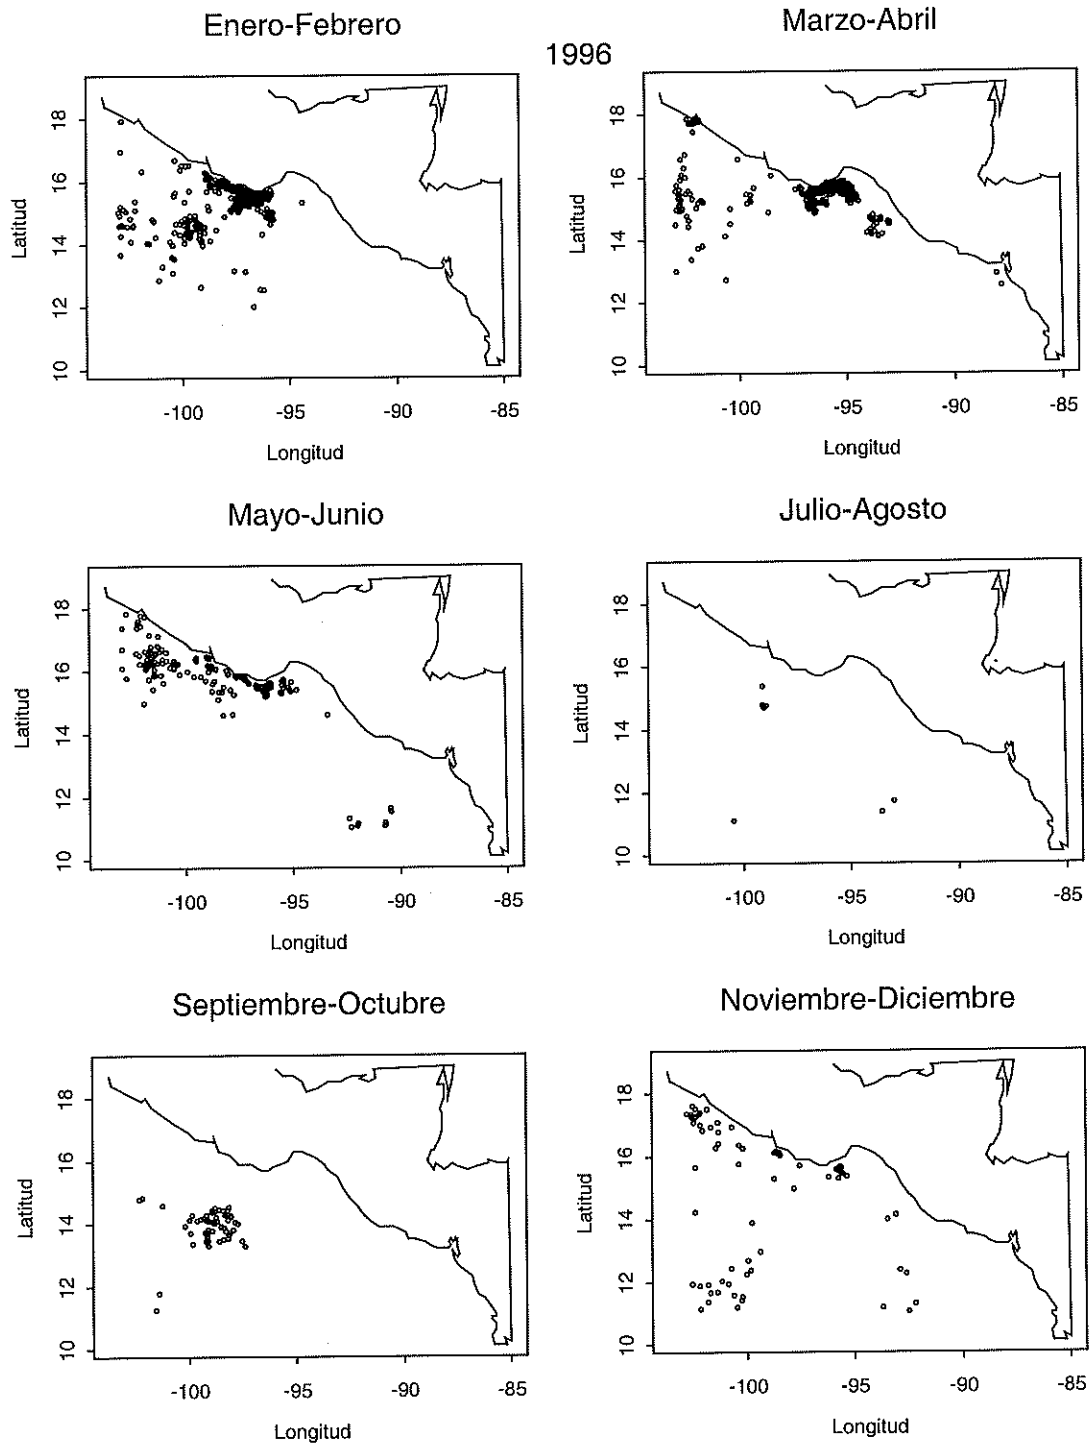 Enero-Febrero
Marzo-Abril
1996
Latitud
10 12 14 16 18
-100 -95 -90 -85
Longitud
Latitud
10 12 14 16 18
-100 -95 -90 -85
Longitud
Mayo-Junio
Julio-Agosto
Latitud
10 12 14 16 18
-100 -95 -90 -85
Longitud
Latitud
10 12 14 16 18
-100 -95 -90 -85
Longitud
Septiembre-Octubre
Noviembre-Diciembre
Latitud
10 12 14 16 18
-100 -95 -90 -85
Longitud
Latitud
10 12 14 16 18
-100 -95 -90 -85
Longitud